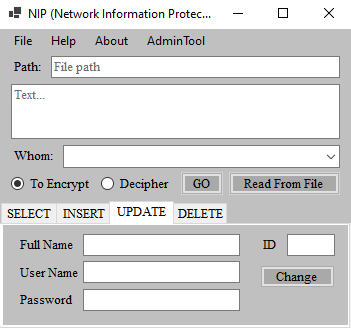 NIP (Network Information Protec...
File Help About AdminTool
Path: File path
Text...
Whom:
To Encrypt Decipher GO Read From File
SELECT INSERT UPDATE DELETE
Full Name ID
User Name Change
Password